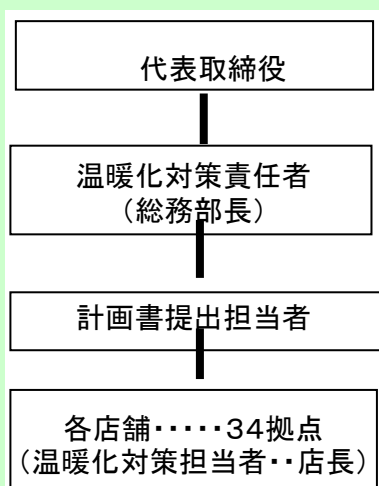 代表取締役
温暖化対策責任者
（総務部長）
計画書提出担当者
各店舗・・・・・３４拠点
（温暖化対策担当者・・店長）